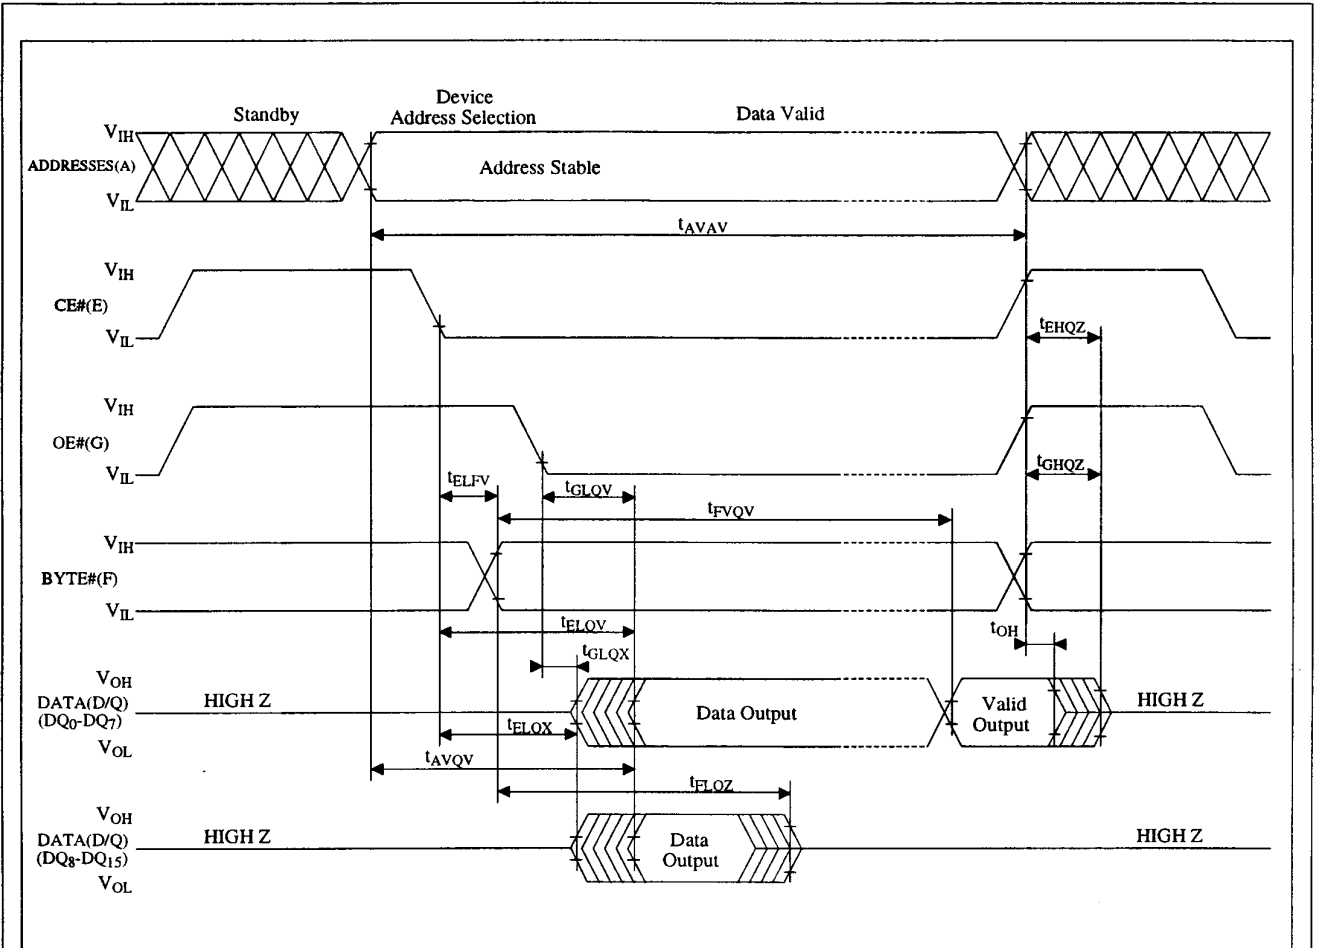 Standby
Device
Address Selection
Data Valid
VIH
ADDRESSES(A)
VIL
Address Stable
tAVAV
VIH
CE#(E)
VIL
tEHQZ
VIH
OE#(G)
VIL
tELFV
tGLQV
tGHQZ
tFVQV
VIH
BYTE#(F)
VIL
tELQV
tOH
tGLQX
VOH
DATA(D/Q)
(DQ0-DQ7)
VOL
HIGH Z
Data Output
Valid
Output
HIGH Z
tELQX
tAVQV
tFLQZ
VOH
DATA(D/Q)
(DQ8-DQ15)
VOL
HIGH Z
Data
Output
HIGH Z